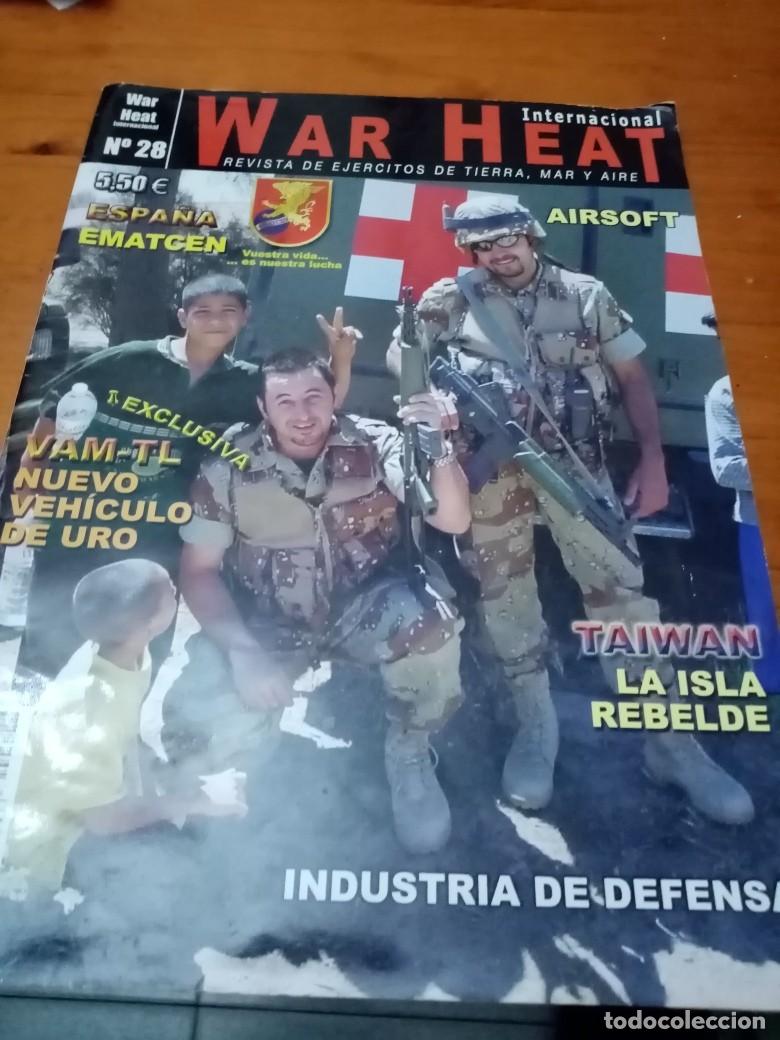 War
Heat
Internacional
Nº 28
WAR HEAT
Internacional
REVISTA DE EJERCITOS DE TIERRA, MAR Y AIRE
5,50 €
ESPAÑA
EMATCEN
Vuestra vida...
... es nuestra lucha
AIRSOFT
EXCLUSIVA
VAM-TL
NUEVO
VEHÍCULO
DE URO
TAIWAN
LA ISLA
REBELDE
INDUSTRIA DE DEFENSA
todocoleccion.net